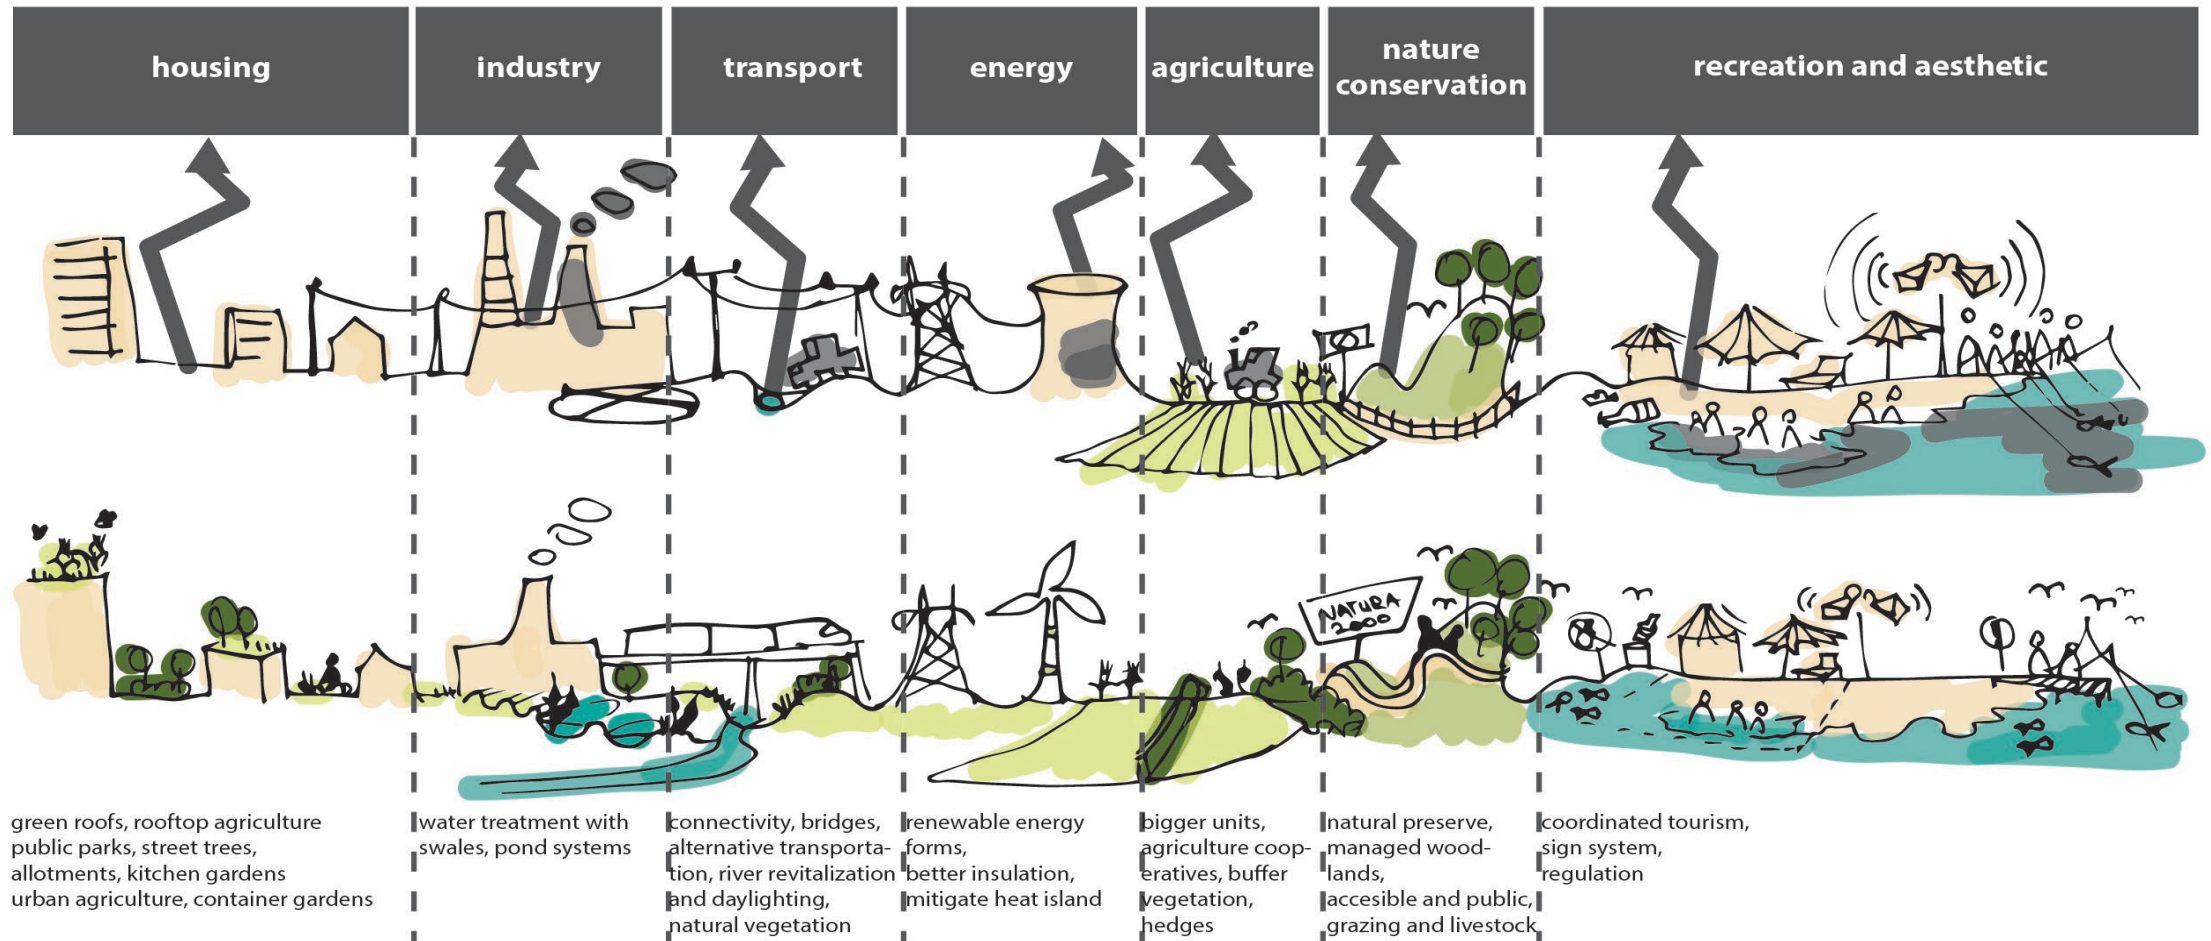 housing
industry
transport
energy
agriculture
nature
conservation
recreation and aesthetic
NATURA
2000
green roofs, rooftop agriculture
public parks, street trees,
allotments, kitchen gardens
urban agriculture, container gardens
water treatment with
swales, pond systems
connectivity, bridges,
alternative transporta-
tion, river revitalization
and daylighting,
natural vegetation
renewable energy
forms,
better insulation,
mitigate heat island
bigger units,
agriculture coop-
eratives, buffer
vegetation,
hedges
natural preserve,
managed wood-
lands,
accesible and public,
grazing and livestock
coordinated tourism,
sign system,
regulation